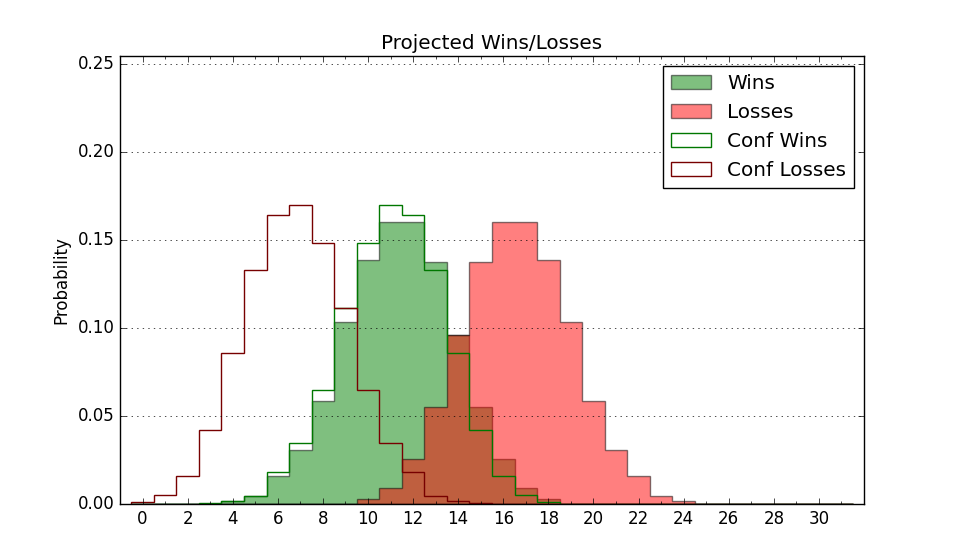 Projected Wins/Losses
0.25
0.20
0.15
0.10
0.05
0.00
Probability
Wins
Losses
Conf Wins
Conf Losses
0 2 4 6 8 10 12 14 16 18 20 22 24 26 28 30